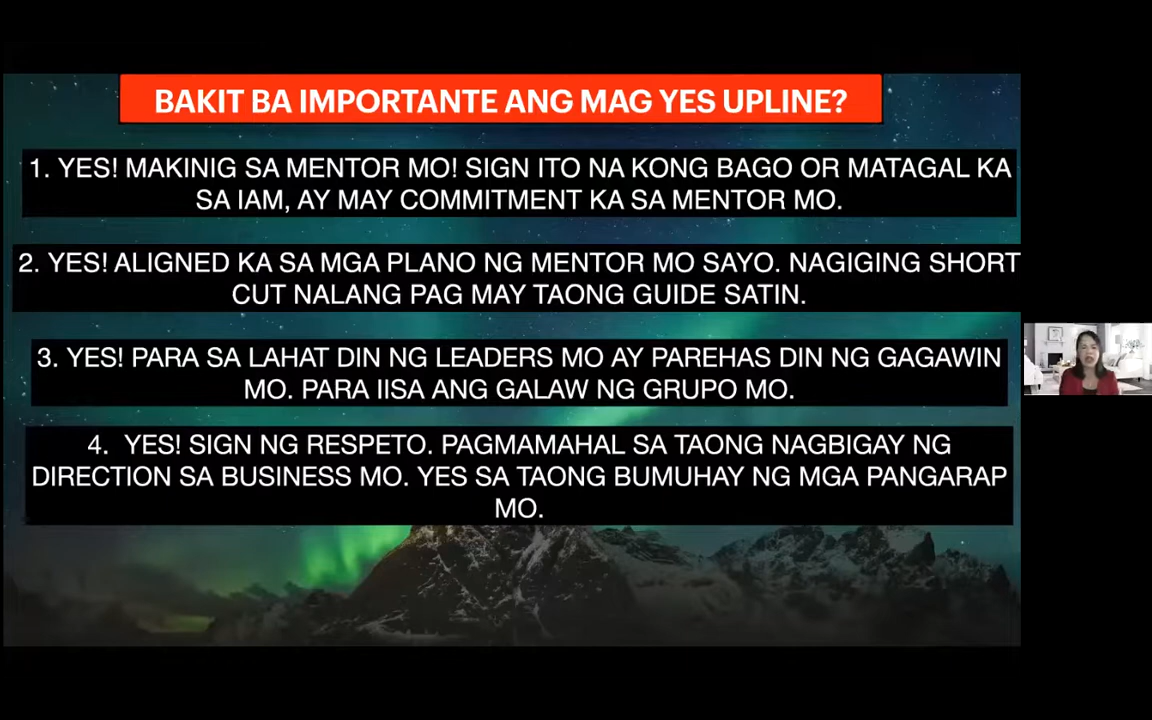 BAKIT BA IMPORTANTE ANG MAG YES UPLINE?
1. YES! MAKINIG SA MENTOR MO! SIGN ITO NA KONG BAGO OR MATAGAL KA
SA IAM, AY MAY COMMITMENT KA SA MENTOR MO.
2. YES! ALIGNED KA SA MGA PLANO NG MENTOR MO SAYO. NAGIGING SHORT
CUT NALANG PAG MAY TAONG GUIDE SATIN.
3. YES! PARA SA LAHAT DIN NG LEADERS MO AY PAREHAS DIN NG GAGAWIN
MO. PARA IISA ANG GALAW NG GRUPO MO.
4. YES! SIGN NG RESPETO. PAGMAMAHAL SA TAONG NAGBIGAY NG
DIRECTION SA BUSINESS MO. YES SA TAONG BUMUHAY NG MGA PANGARAP
MO.